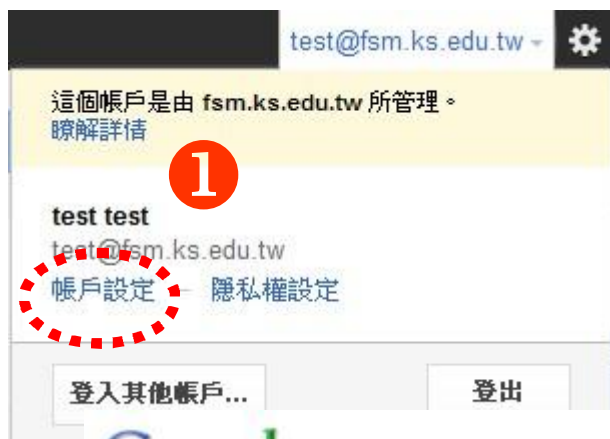 test@fsm.ks.edu.tw
這個帳戶是由 fsm.ks.edu.tw 所管理。
瞭解詳情
1
test test
test@fsm.ks.edu.tw
帳戶設定 – 隱私權設定
登入其他帳戶... 登出